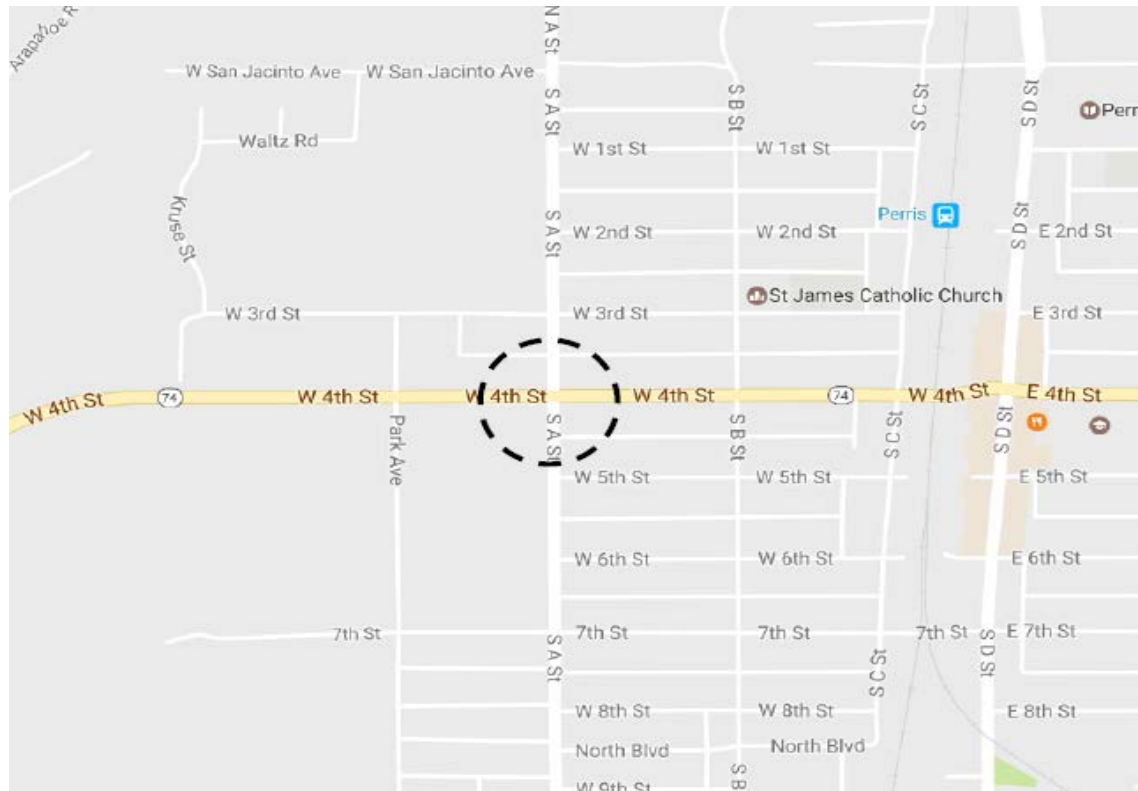 N A St
Arapahoe R
W San Jacinto Ave
W San Jacinto Ave
S A St
S B St
S C St
S D St
Perr
Waltz Rd
W 1st St
W 1st St
Kruse St
S A St
Perris
S D St
W 2nd St
W 2nd St
E 2nd St
St James Catholic Church
W 3rd St
W 3rd St
E 3rd St
W 4th St
74
W 4th St
W 4th St
W 4th St
74
W 4th St
E 4th St
Park Ave
S A St
S B St
S C St
S D St
W 5th St
W 5th St
E 5th St
W 6th St
W 6th St
E 6th St
7th St
7th St
7th St
7th St
E 7th St
S A St
S C St
S D S
W 8th St
W 8th St
E 8th St
North Blvd
North Blvd
S B
W 9th St